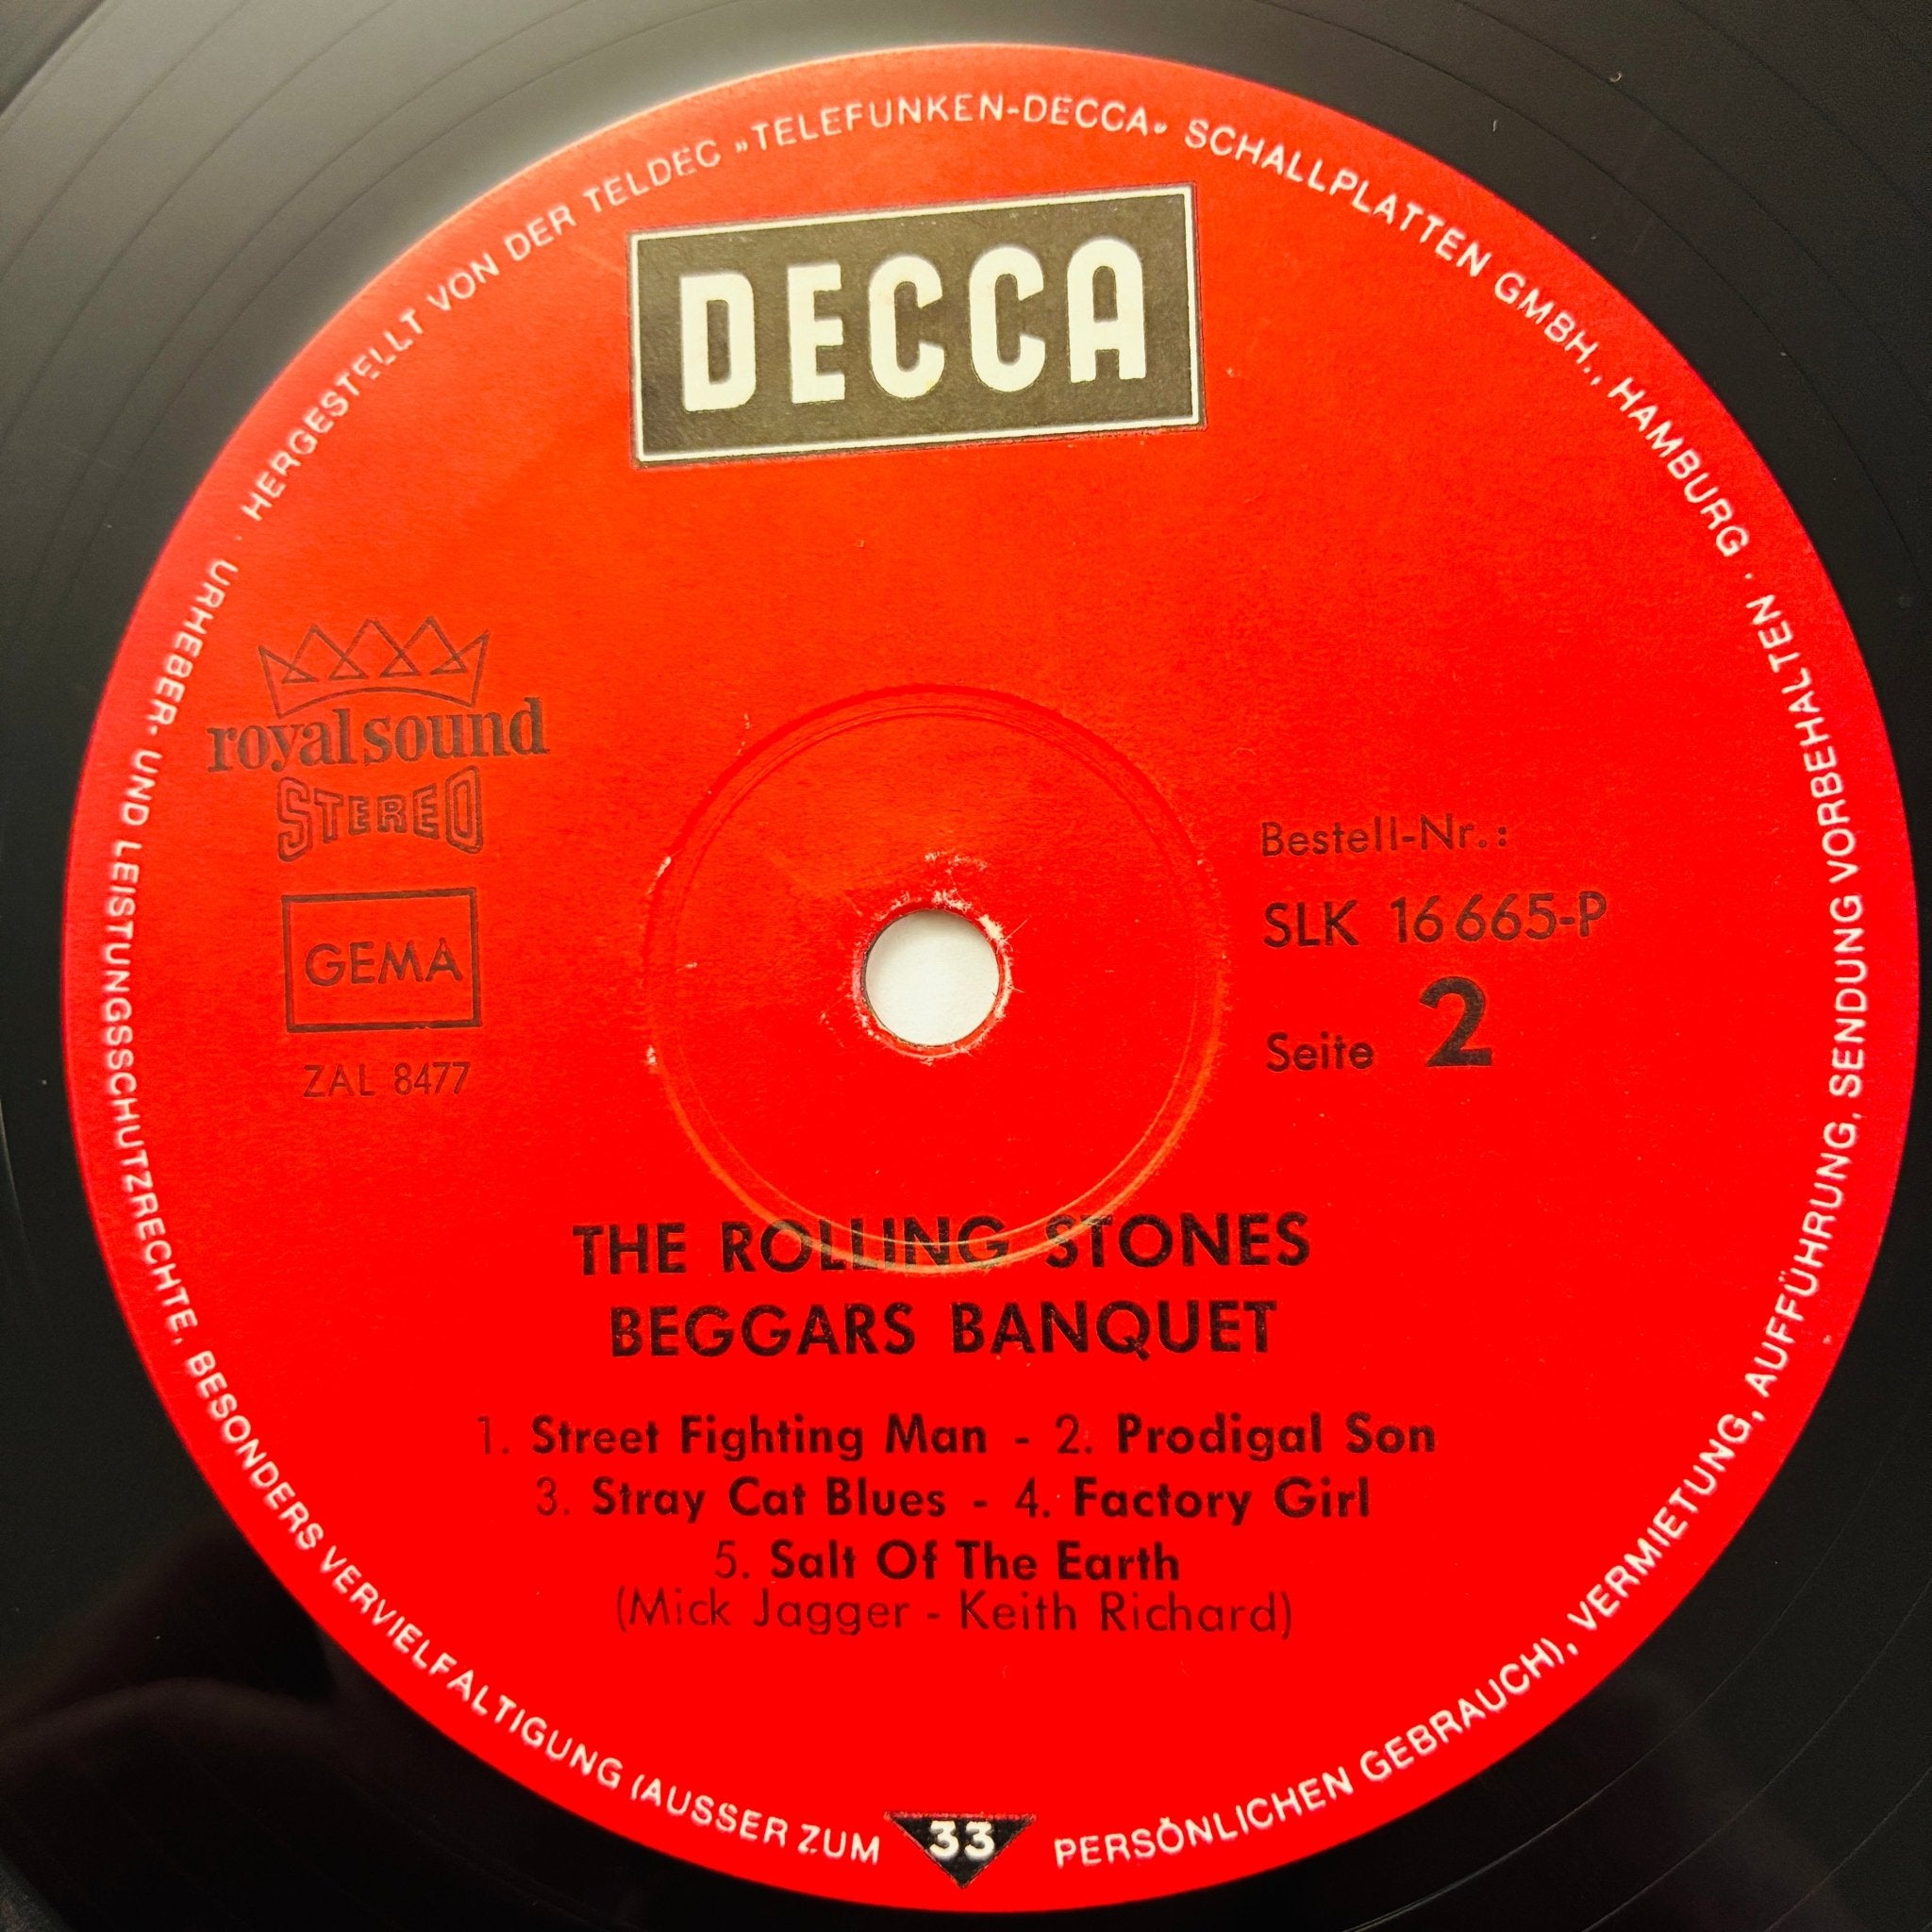 HERGESTELLT VON DER TELDEC »TELEFUNKEN-DECCA« SCHALLPLATTEN GMBH., HAMBURG ·
DECCA
royal sound
STEREO
GEMA
ZAL 8477
Bestell-Nr.:
SLK 16 665-P
Seite 2
THE ROLLING STONES
BEGGARS BANQUET
1. Street Fighting Man - 2. Prodigal Son
3. Stray Cat Blues - 4. Factory Girl
5. Salt Of The Earth
(Mick Jagger - Keith Richard)
URHEBER- UND LEISTUNGSSCHUTZRECHTE, BESONDERS VERVIELFALTIGUNG (AUSSER ZUM PERSÖNLICHEN GEBRAUCH), VERMIETUNG, AUFFÜHRUNG, SENDUNG VORBEHALTEN ·
33